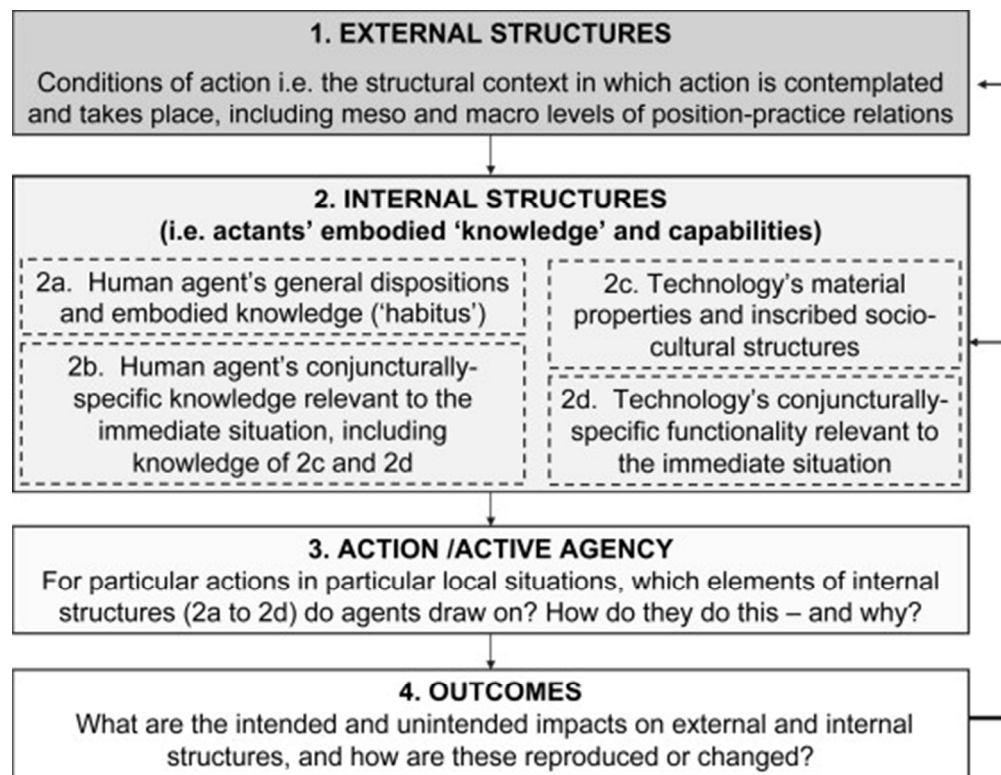 1. EXTERNAL STRUCTURES
Conditions of action i.e. the structural context in which action is contemplated
and takes place, including meso and macro levels of position-practice relations
2. INTERNAL STRUCTURES
(i.e. actants’ embodied ‘knowledge’ and capabilities)
2a. Human agent’s general dispositions
and embodied knowledge (‘habitus’)
2b. Human agent’s conjuncturally-
specific knowledge relevant to the
immediate situation, including
knowledge of 2c and 2d
2c. Technology’s material
properties and inscribed socio-
cultural structures
2d. Technology’s conjuncturally-
specific functionality relevant to
the immediate situation
3. ACTION /ACTIVE AGENCY
For particular actions in particular local situations, which elements of internal
structures (2a to 2d) do agents draw on? How do they do this – and why?
4. OUTCOMES
What are the intended and unintended impacts on external and internal
structures, and how are these reproduced or changed?